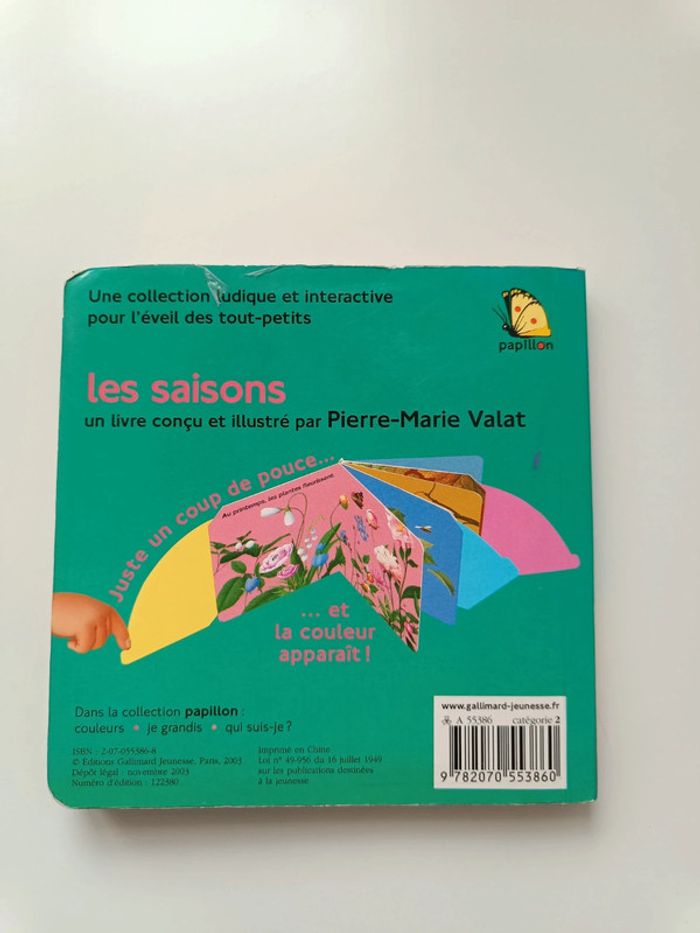 Une collection ludique et interactive
pour l'éveil des tout-petits
papillon
les saisons
un livre conçu et illustré par Pierre-Marie Valat
Juste un coup de pouce...
Au printemps, les plantes fleurissent.
... et
la couleur
apparaît !
Dans la collection papillon :
couleurs • je grandis • qui suis-je ?
ISBN : 2-07-055386-8
© Éditions Gallimard Jeunesse, Paris, 2003
Dépôt légal : novembre 2003
Numéro d'édition : 122380
Imprimé en Chine
Loi n° 49-956 du 16 juillet 1949
sur les publications destinées
à la jeunesse
www.gallimard-jeunesse.fr
A 55386 catégorie 2
9 782070 553860